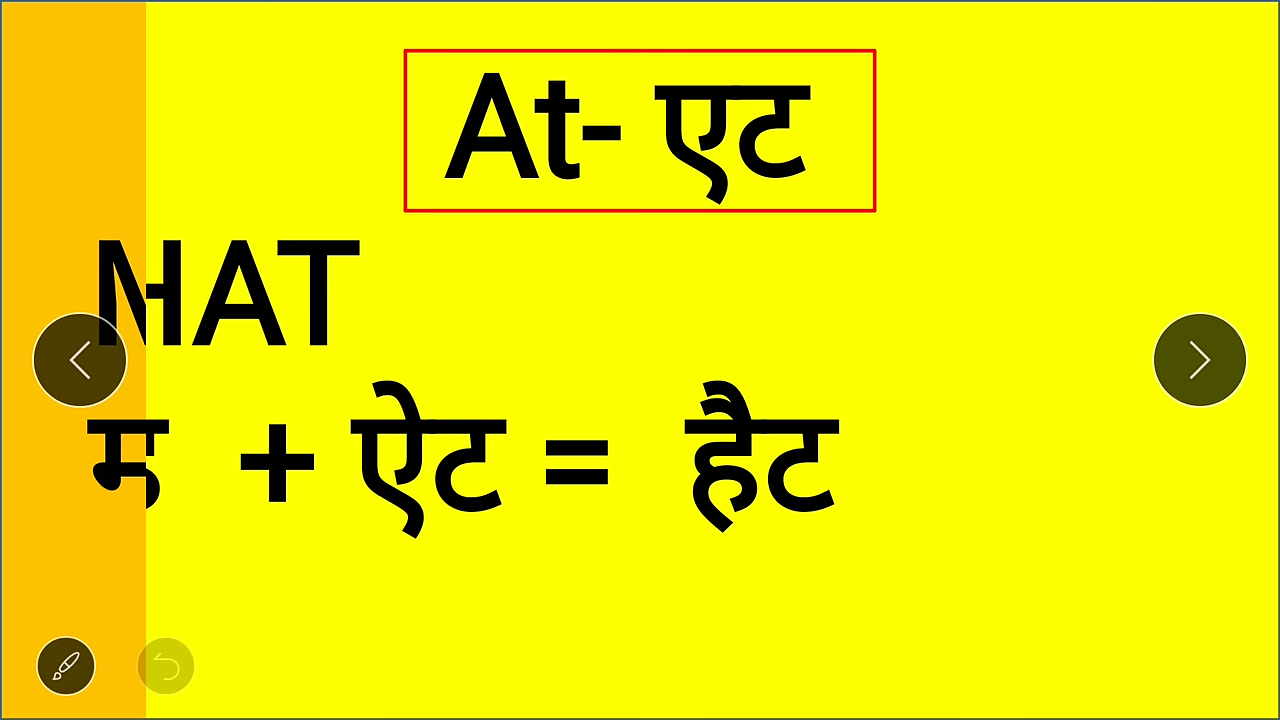 At- एट
HAT
+ ऐट = हैट